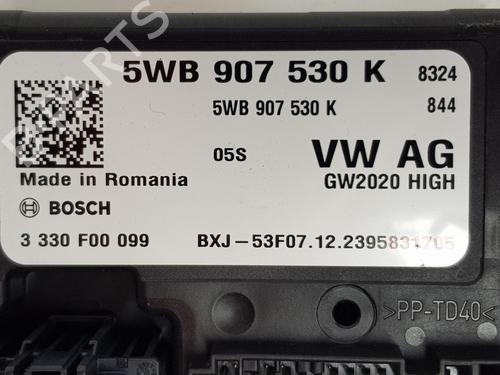 5WB 907 530 K 8324
5WB 907 530 K 844
05S VW AG
Made in Romania GW2020 HIGH
BOSCH
3 330 F00 099 BXJ-53F07.12.2395831705
>PP-TD40<